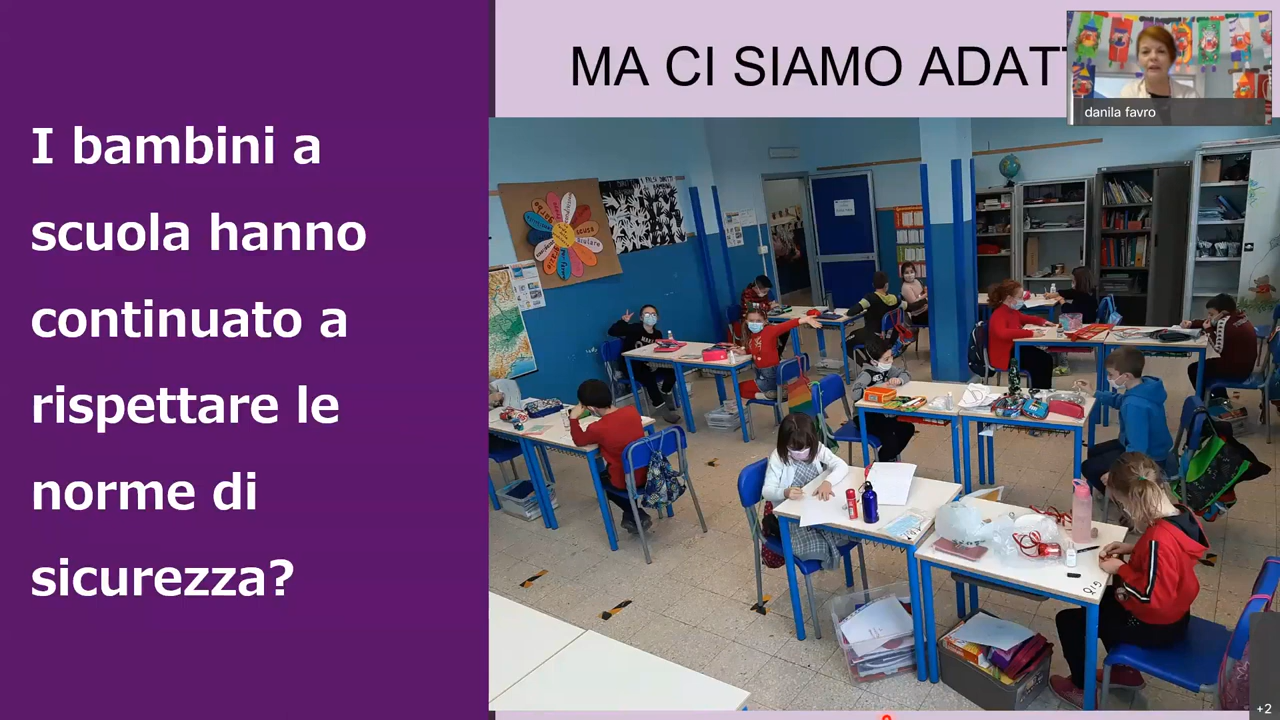 I bambini a
scuola hanno
continuato a
rispettare le
norme di
sicurezza?
MA CI SIAMO ADATT
danila favro
+2